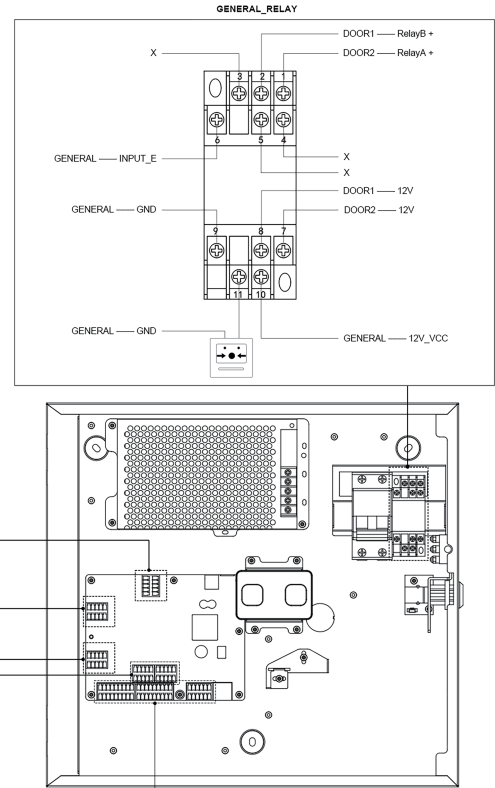 GENERAL_RELAY
DOOR1 — RelayB +
X
DOOR2 — RelayA +
3 2 1
6 5 4
GENERAL — INPUT_E
X
X
DOOR1 — 12V
GENERAL — GND
DOOR2 — 12V
9 8 7
11 10
GENERAL — GND
GENERAL — 12V_VCC